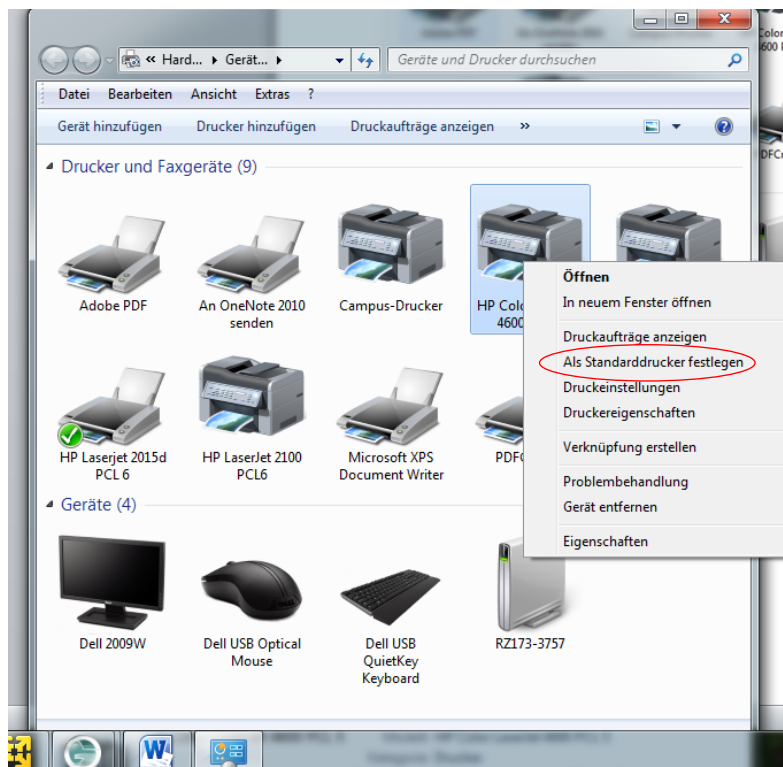 Color
4600 P
« Hard... ▸ Gerät... ▸
Geräte und Drucker durchsuchen
Datei Bearbeiten Ansicht Extras ?
Gerät hinzufügen Drucker hinzufügen Druckaufträge anzeigen »
Drucker und Faxgeräte (9)
Adobe PDF
An OneNote 2010
senden
Campus-Drucker
HP Colo
4600
Öffnen
In neuem Fenster öffnen
Druckaufträge anzeigen
Als Standarddrucker festlegen
Druckeinstellungen
Druckereigenschaften
Verknüpfung erstellen
Problembehandlung
Gerät entfernen
Eigenschaften
HP Laserjet 2015d
PCL 6
HP LaserJet 2100
PCL6
Microsoft XPS
Document Writer
PDFC
Geräte (4)
Dell 2009W
Dell USB Optical
Mouse
Dell USB
QuietKey
Keyboard
RZ173-3757